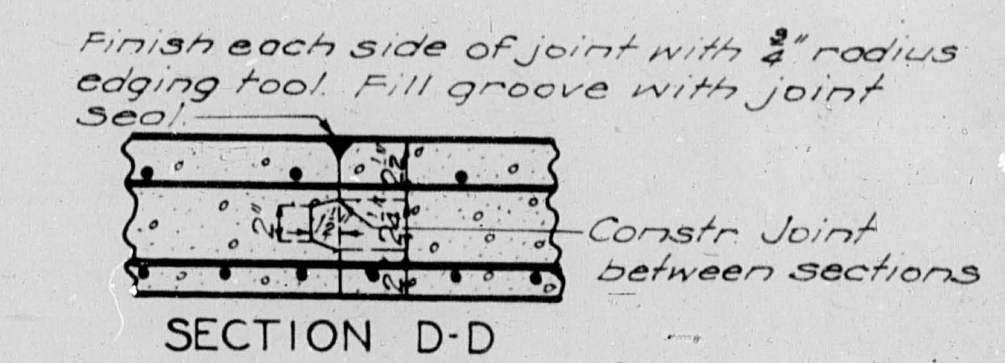 Finish each side of joint with 3/4" radius
edging tool. Fill groove with joint
seal.
2"
Constr. Joint
between sections
SECTION D-D